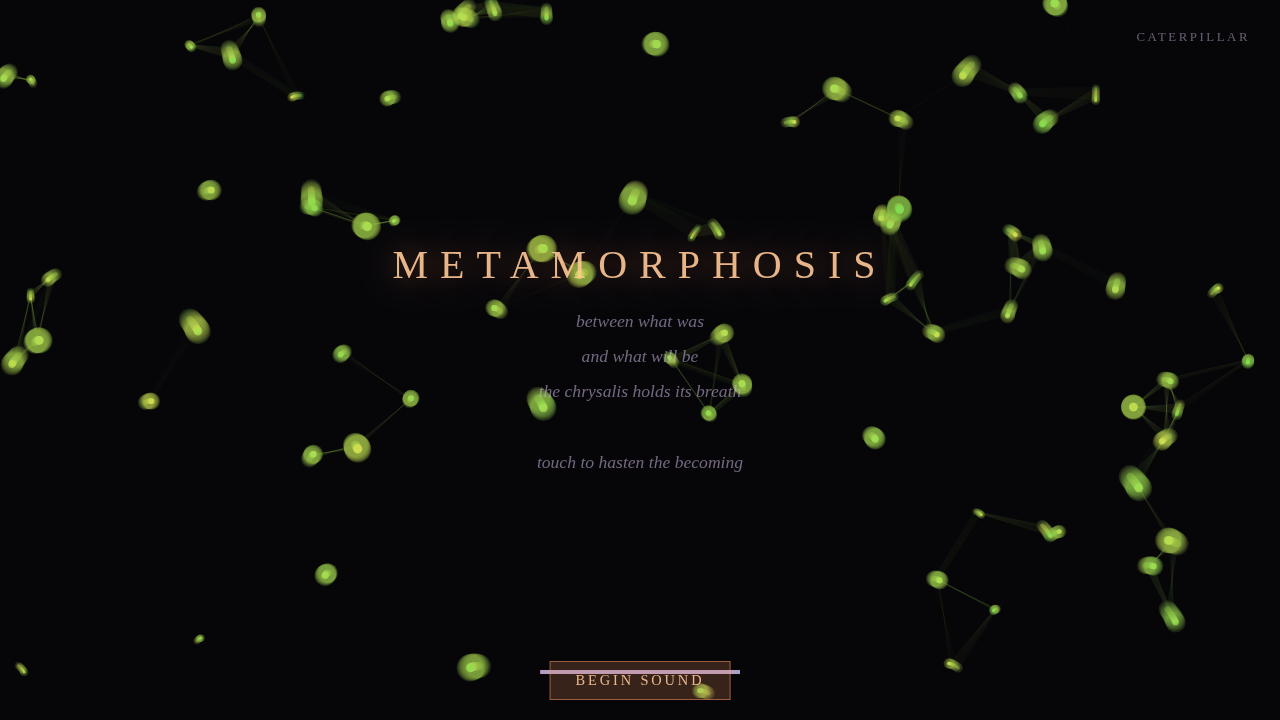 CATERPILLAR
METAMORPHOSIS
between what was
and what will be
the chrysalis holds its breath
touch to hasten the becoming
BEGIN SOUND